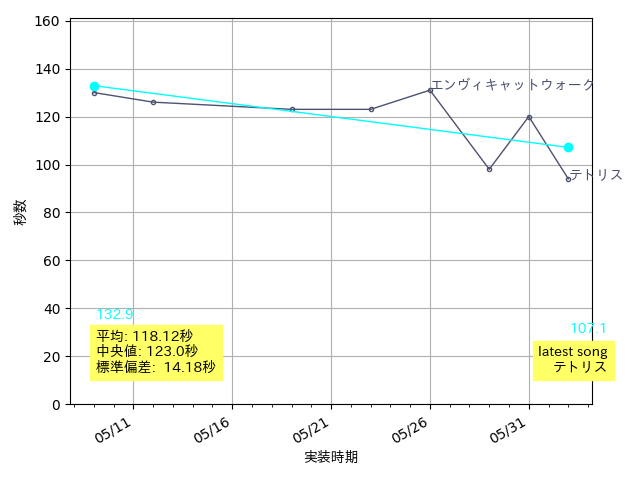 160
140
120
100
80
60
40
20
0
秒数
エンヴィキャットウォーク
テトリス
132.9
平均: 118.12秒
中央値: 123.0秒
標準偏差: 14.18秒
107.1
latest song
テトリス
05/11
05/16
05/21
05/26
05/31
実装時期